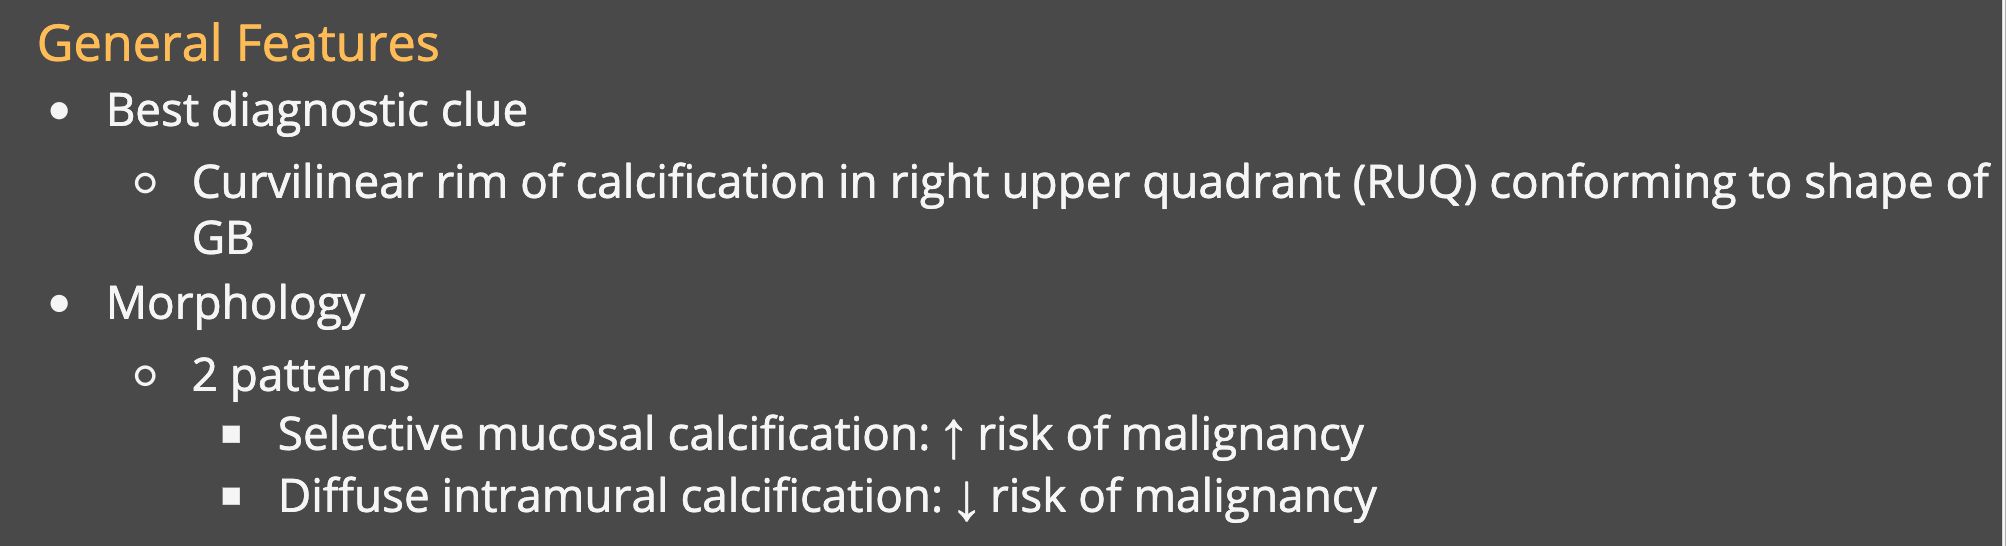 General Features
• Best diagnostic clue
○ Curvilinear rim of calcification in right upper quadrant (RUQ) conforming to shape of
GB
• Morphology
○ 2 patterns
■ Selective mucosal calcification: ↑ risk of malignancy
■ Diffuse intramural calcification: ↓ risk of malignancy